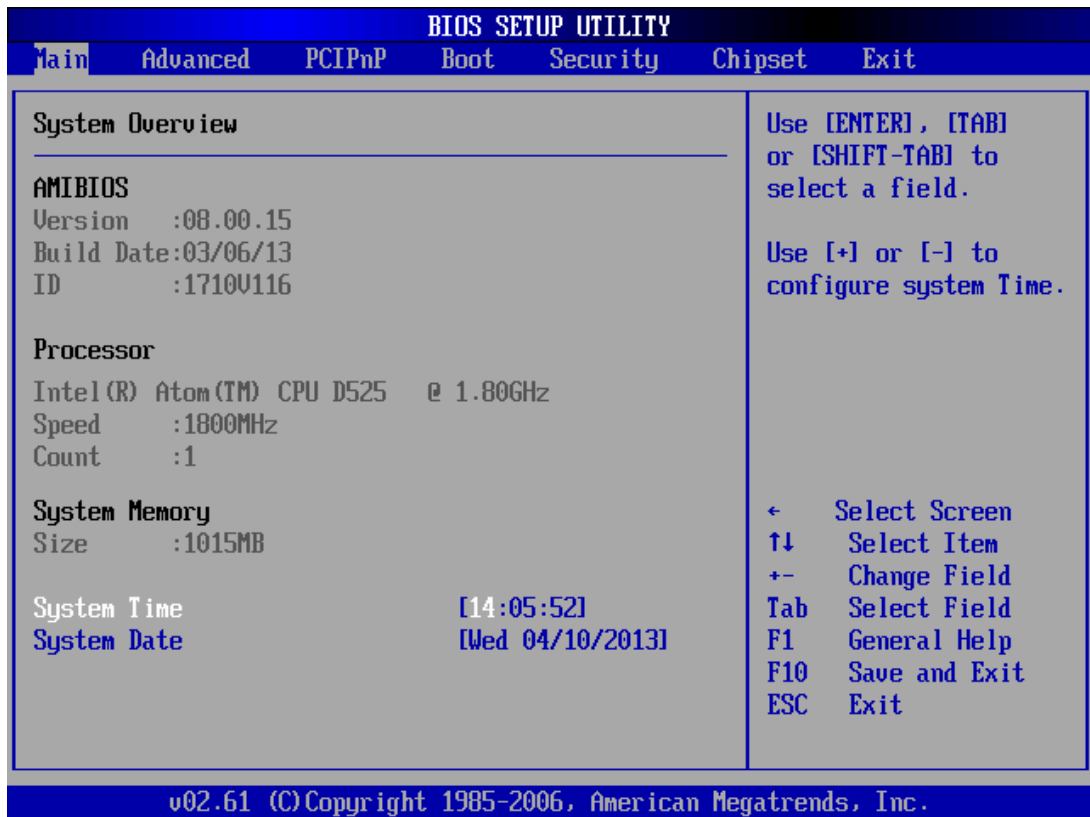 BIOS SETUP UTILITY
Main Advanced PCIPnP Boot Security Chipset Exit
System Overview
AMIBIOS
Version :08.00.15
Build Date:03/06/13
ID :1710V116
Processor
Intel(R) Atom(TM) CPU D525 @ 1.80GHz
Speed :1800MHz
Count :1
System Memory
Size :1015MB
System Time [14:05:52]
System Date [Wed 04/10/2013]
Use [ENTER], [TAB]
or [SHIFT-TAB] to
select a field.
Use [+] or [-] to
configure system Time.
← Select Screen
↑↓ Select Item
+- Change Field
Tab Select Field
F1 General Help
F10 Save and Exit
ESC Exit
v02.61 (C)Copyright 1985-2006, American Megatrends, Inc.